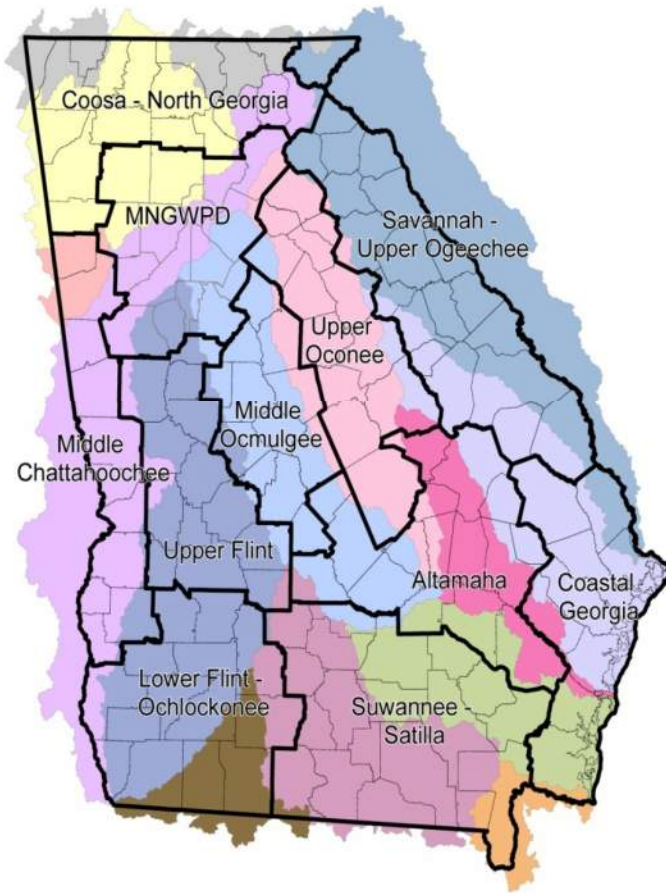 Coosa - North Georgia
MNGWPD
Savannah -
Upper Ogeechee
Upper
Oconee
Middle
Ocmulgee
Middle
Chattahoochee
Upper Flint
Altamaha
Coastal
Georgia
Lower Flint -
Ochlockonee
Suwannee -
Satilla